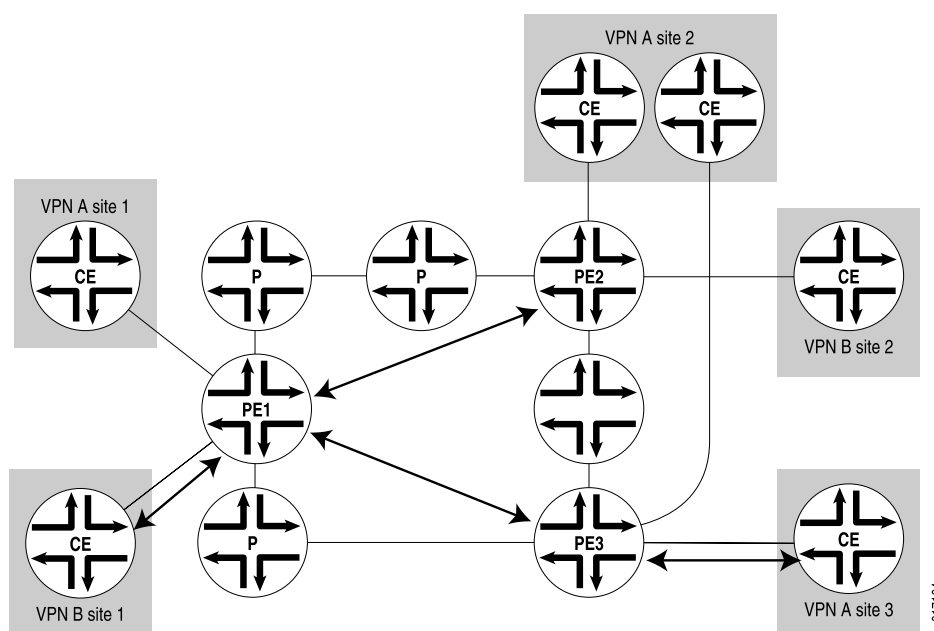 VPN A site 2
CE
CE
VPN A site 1
CE
P
P
PE2
CE
VPN B site 2
PE1
CE
VPN B site 1
P
PE3
CE
VPN A site 3